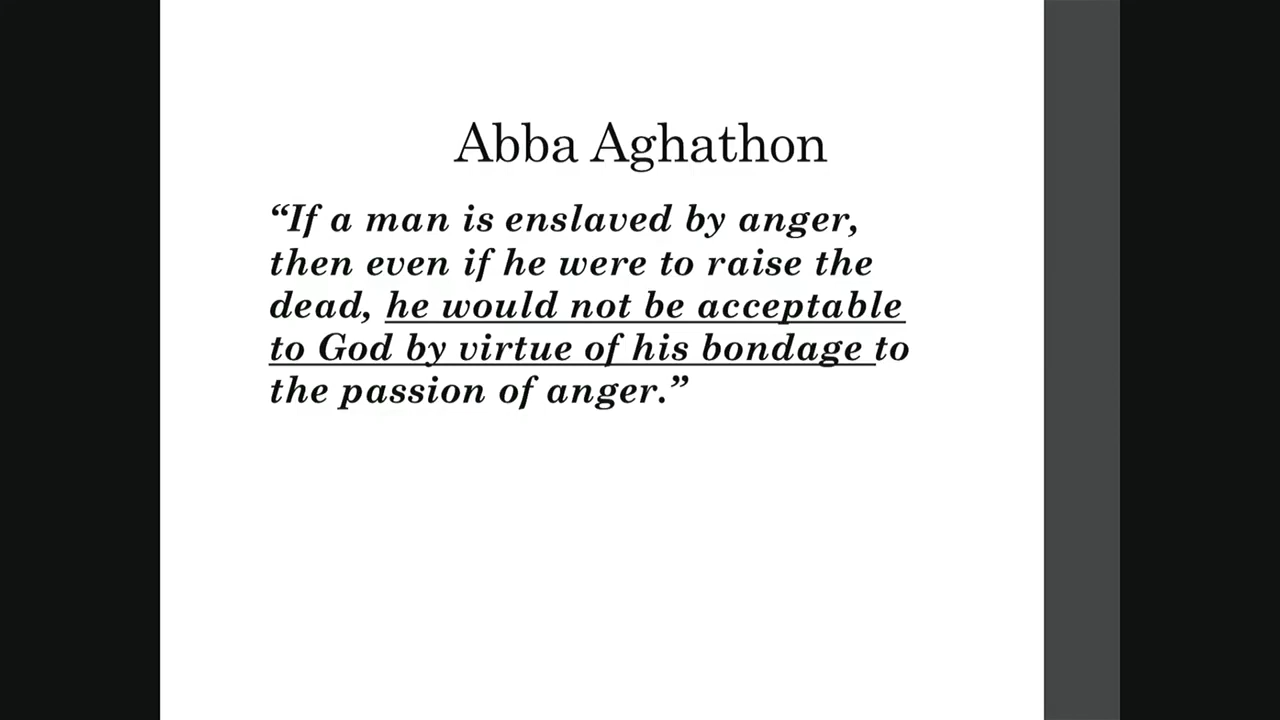 Abba Aghathon
“If a man is enslaved by anger,
then even if he were to raise the
dead, he would not be acceptable
to God by virtue of his bondage to
the passion of anger.”